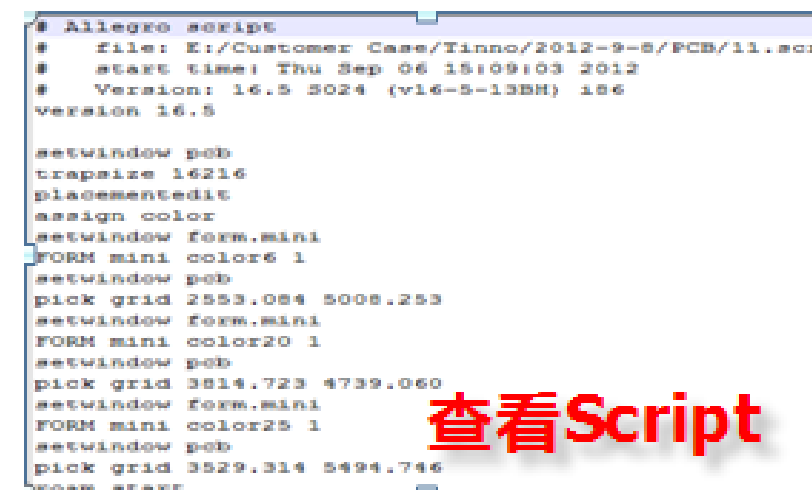 # Allegro script
#    file: E:/Customer Case/Tinno/2012-9-8/PCB/11.scr
#    start time: Thu Sep 06 15:09:03 2012
#    Version: 16.5 S024 (v16-5-13BH) i86
version 16.5
setwindow pcb
trapsize 16216
placementedit
assign color
setwindow form.mini
FORM mini color6 1
setwindow pcb
pick grid 2553.084 5008.253
setwindow form.mini
FORM mini color20 1
setwindow pcb
pick grid 3814.723 4739.060
setwindow form.mini
FORM mini color25 1
setwindow pcb
pick grid 3529.314 5494.746
roam start
查看Script